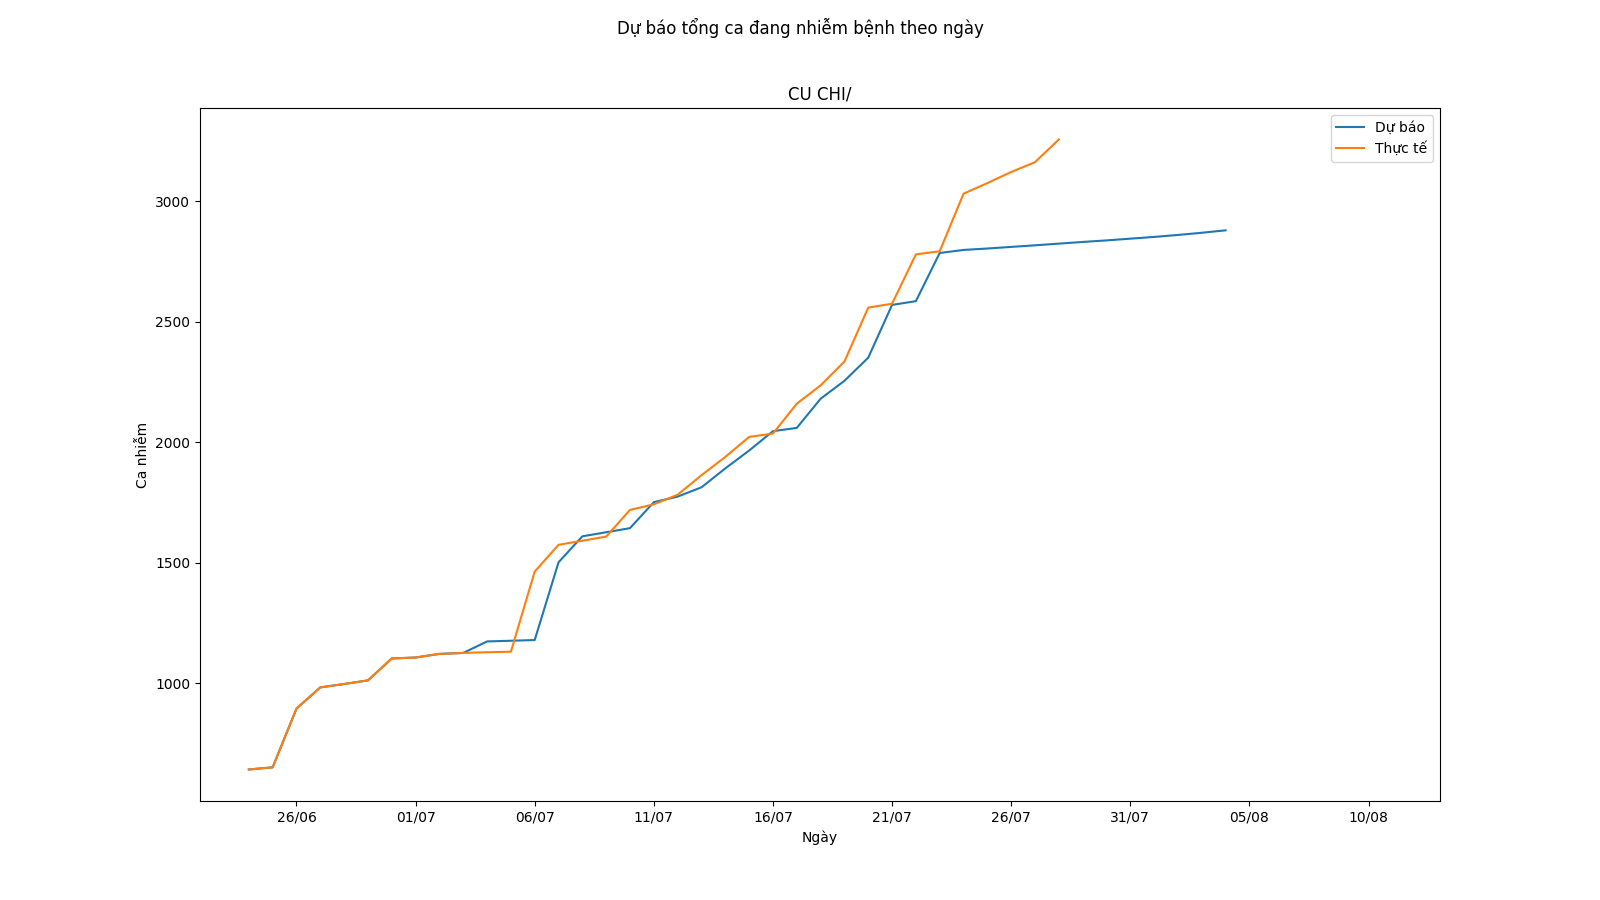 Dự báo tổng ca đang nhiễm bệnh theo ngày
CU CHI/
Dự báo
Thực tế
3000
2500
2000
1500
1000
Ca nhiễm
26/06 01/07 06/07 11/07 16/07 21/07 26/07 31/07 05/08 10/08
Ngày